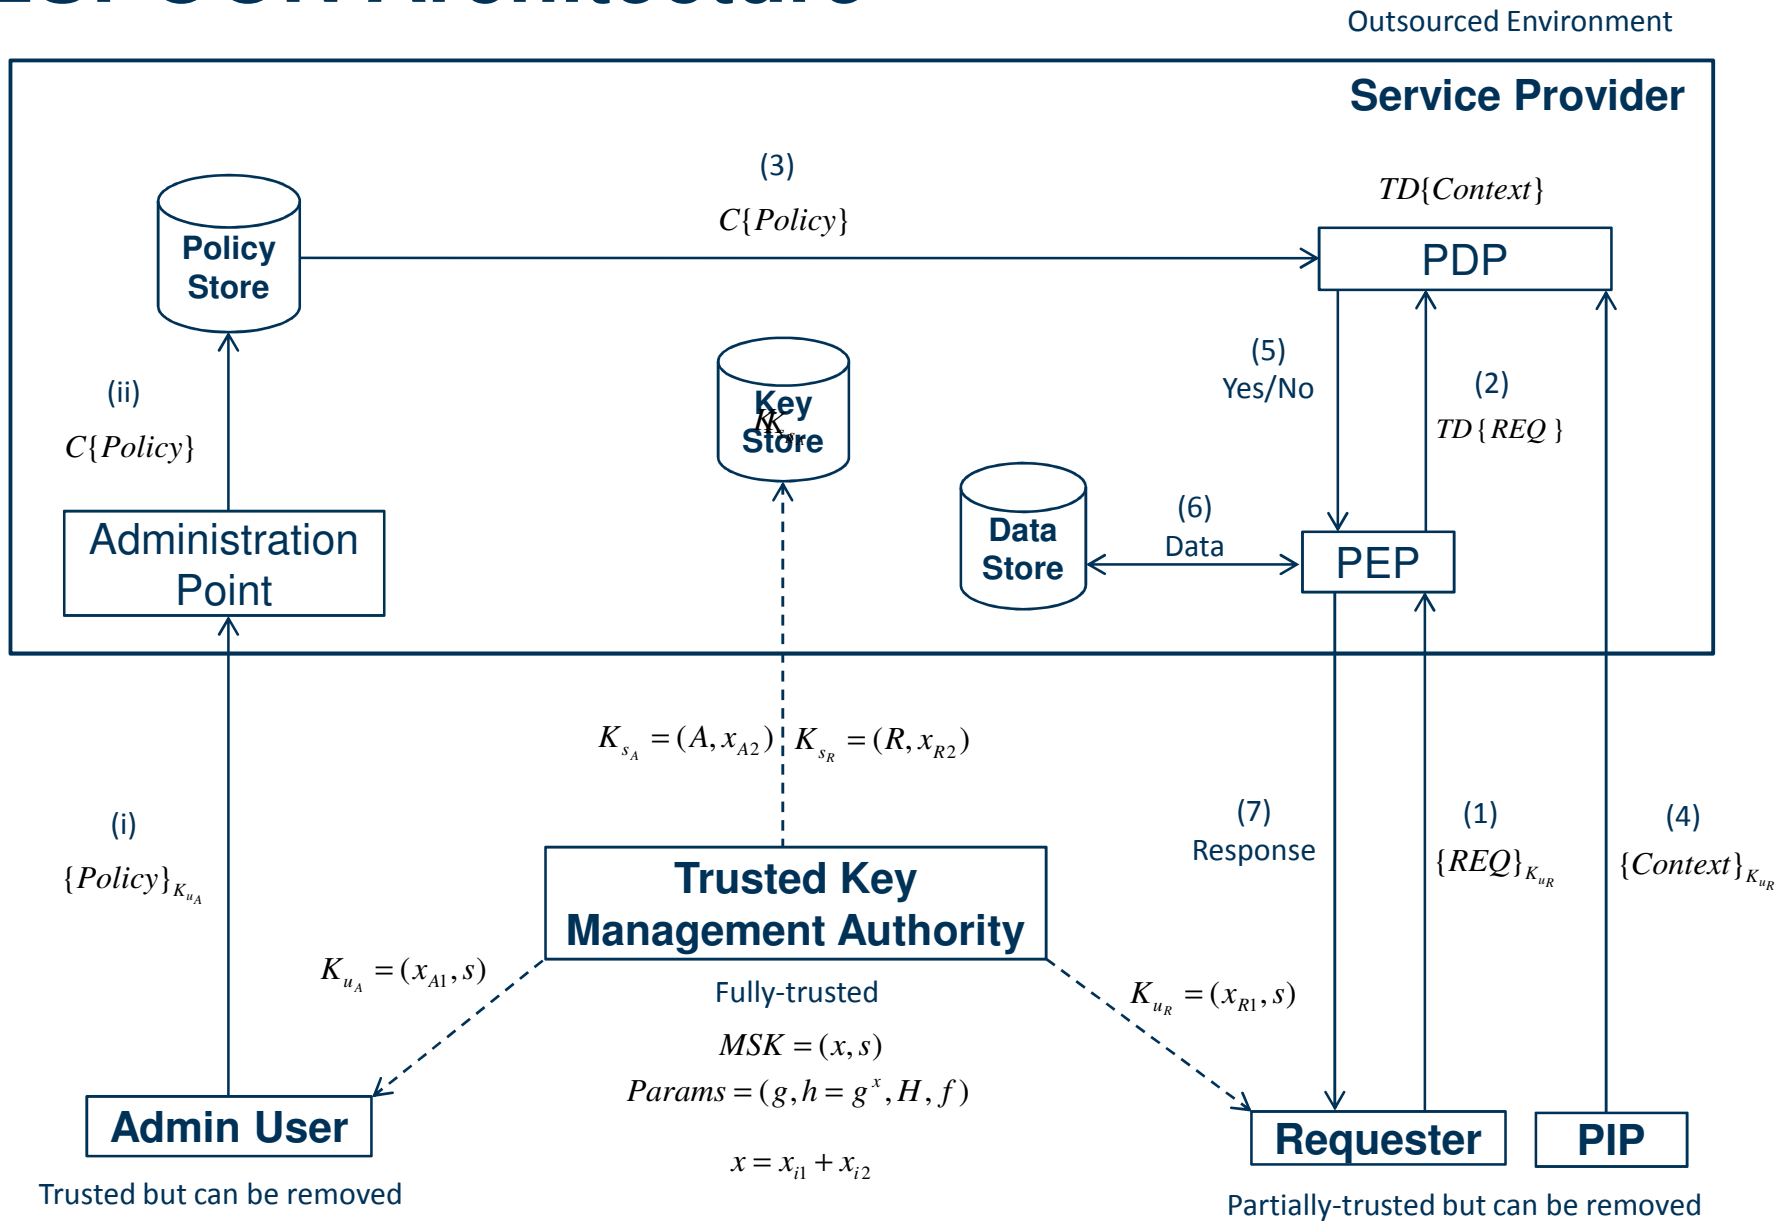 Architecture
Outsourced Environment
Service Provider
(3)
C{Policy}
TD{Context}
Policy
Store
PDP
(ii)
C{Policy}
Key
Store
(5)
Yes/No
(2)
TD{REQ}
Administration
Point
Data
Store
(6)
Data
PEP
K_{s_A} = (A, x_{A2})
K_{s_R} = (R, x_{R2})
(i)
{Policy}_{K_{u_A}}
(7)
Response
(1)
{REQ}_{K_{u_R}}
(4)
{Context}_{K_{u_R}}
Trusted Key
Management Authority
K_{u_A} = (x_{A1}, s)
Fully-trusted
K_{u_R} = (x_{R1}, s)
MSK = (x, s)
Params = (g, h = g^x, H, f)
x = x_{i1} + x_{i2}
Admin User
Requester
PIP
Trusted but can be removed
Partially-trusted but can be removed